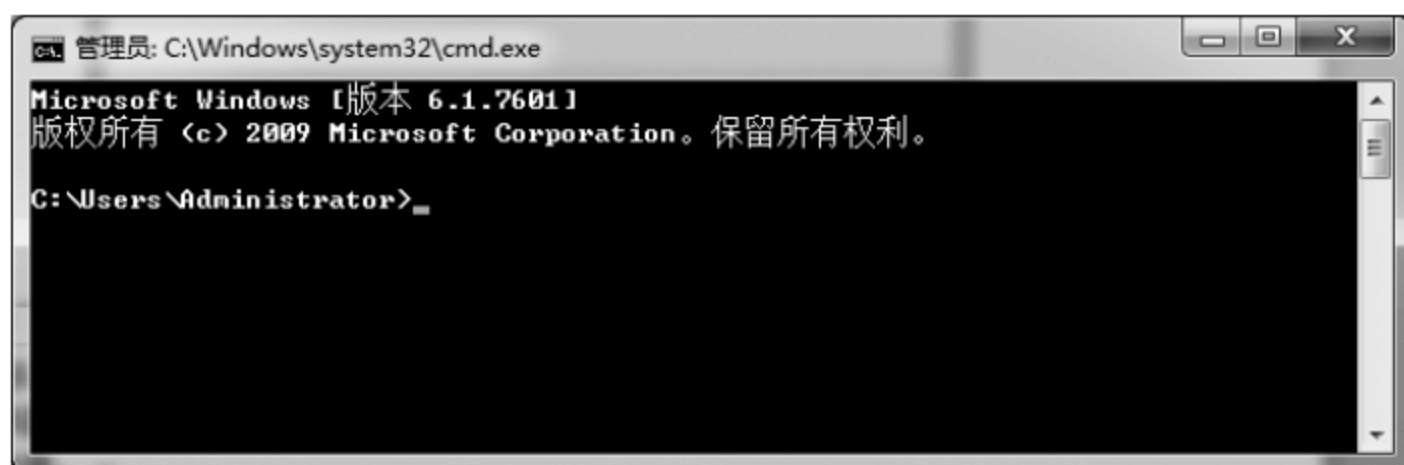 管理员: C:\Windows\system32\cmd.exe
Microsoft Windows [版本 6.1.7601]
版权所有 (c) 2009 Microsoft Corporation。保留所有权利。
C:\Users\Administrator>_